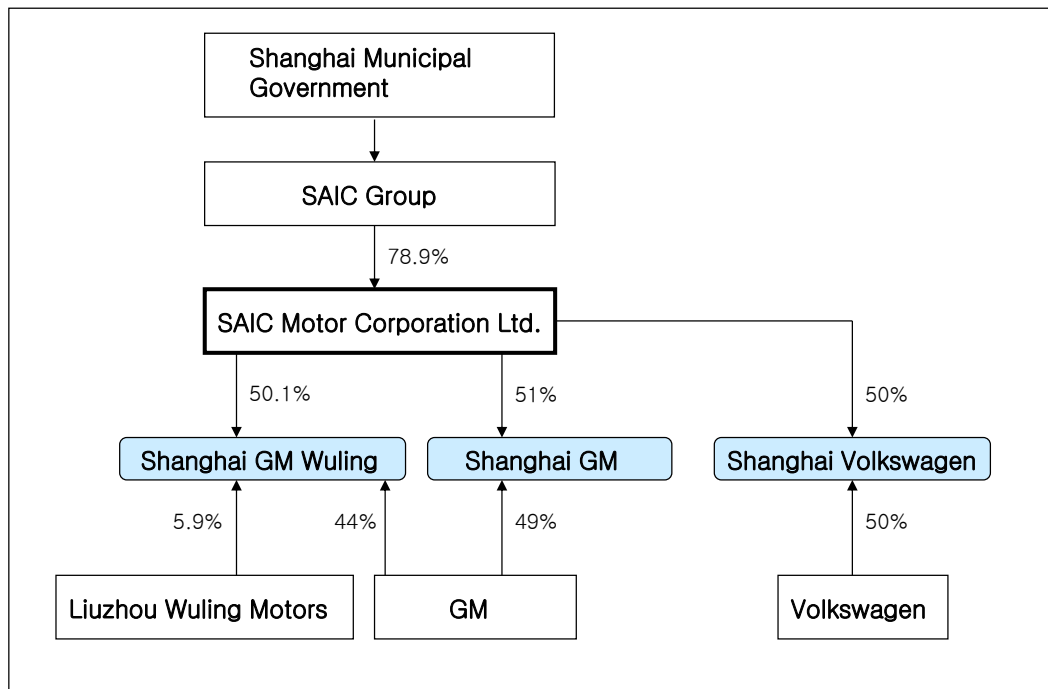 Shanghai Municipal
Government
SAIC Group
78.9%
SAIC Motor Corporation Ltd.
50.1%
51%
50%
Shanghai GM Wuling
Shanghai GM
Shanghai Volkswagen
5.9%
44%
49%
50%
Liuzhou Wuling Motors
GM
Volkswagen